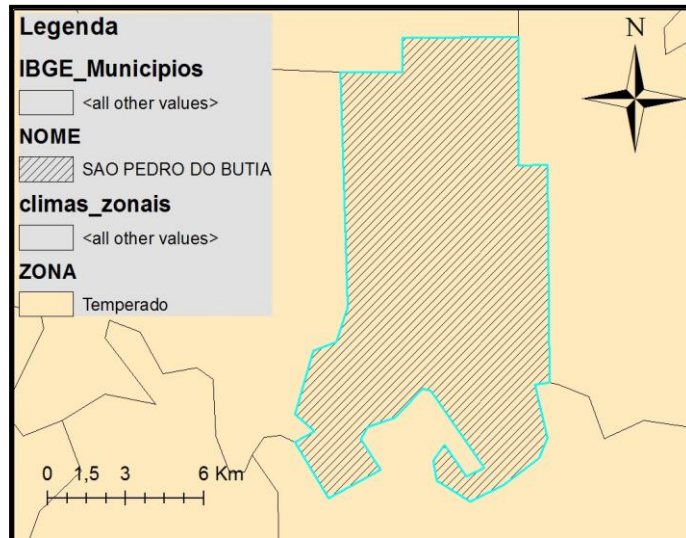 Legenda
IBGE_Municipios
<all other values>
NOME
SAO PEDRO DO BUTIA
climas_zonais
<all other values>
ZONA
Temperado
N
0 1,5 3 6 Km